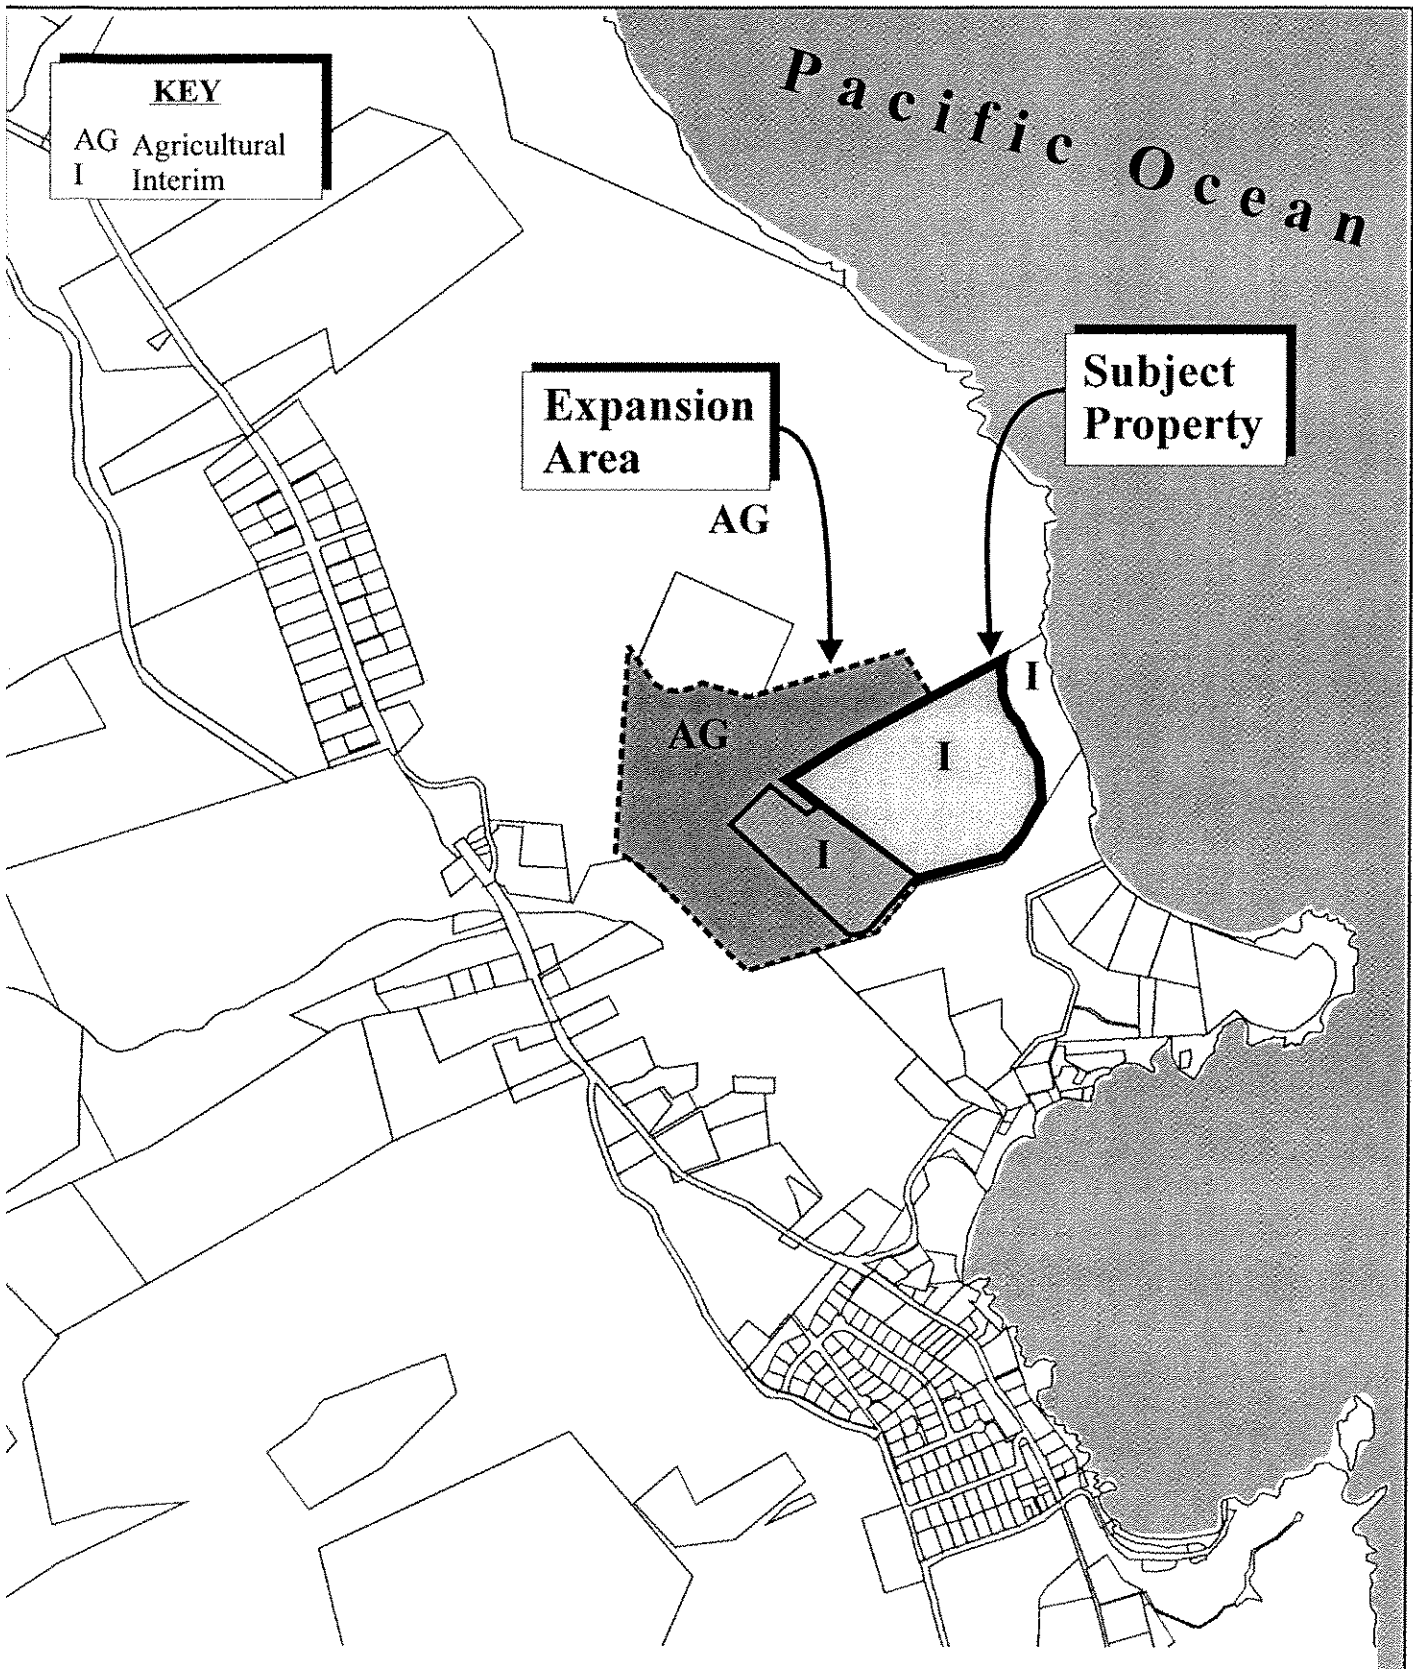 Pacific Ocean
KEY
AG Agricultural
I Interim
Subject
Property
Expansion
Area
AG
I
AG
I
I